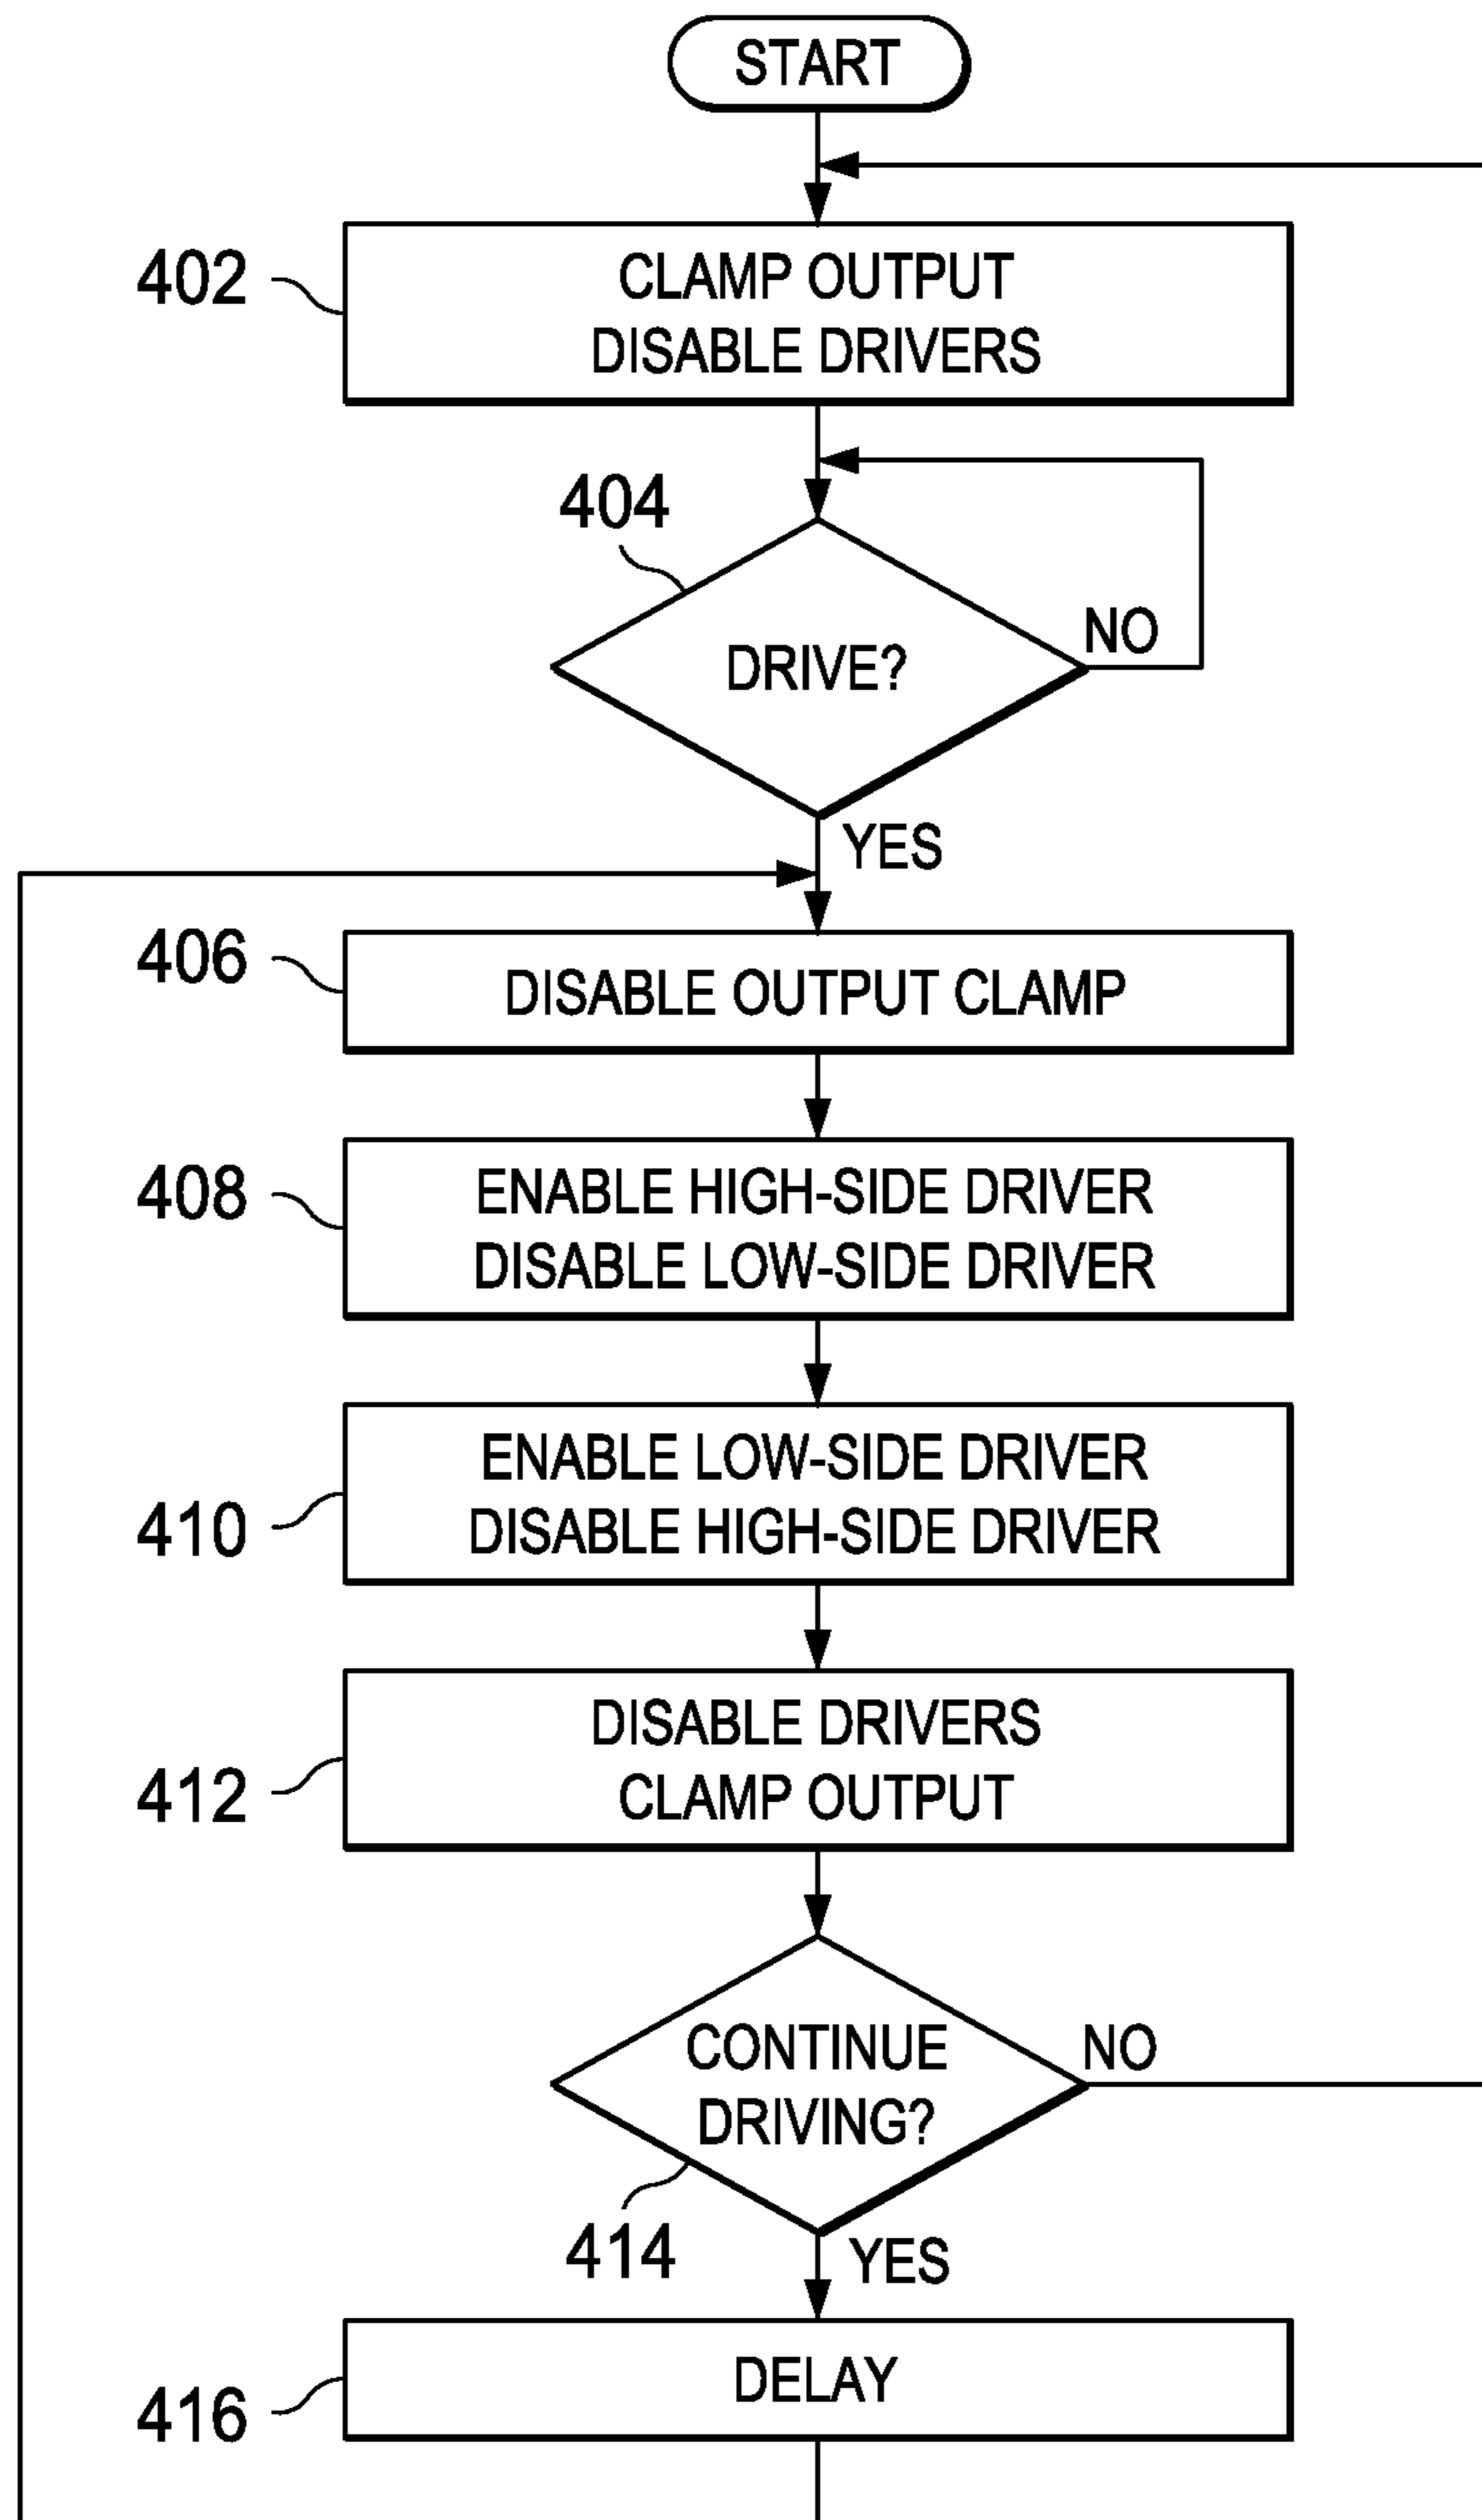 START
402
CLAMP OUTPUT
DISABLE DRIVERS
404
DRIVE?
NO
YES
406
DISABLE OUTPUT CLAMP
408
ENABLE HIGH-SIDE DRIVER
DISABLE LOW-SIDE DRIVER
410
ENABLE LOW-SIDE DRIVER
DISABLE HIGH-SIDE DRIVER
412
DISABLE DRIVERS
CLAMP OUTPUT
CONTINUE
DRIVING?
NO
414
YES
416
DELAY